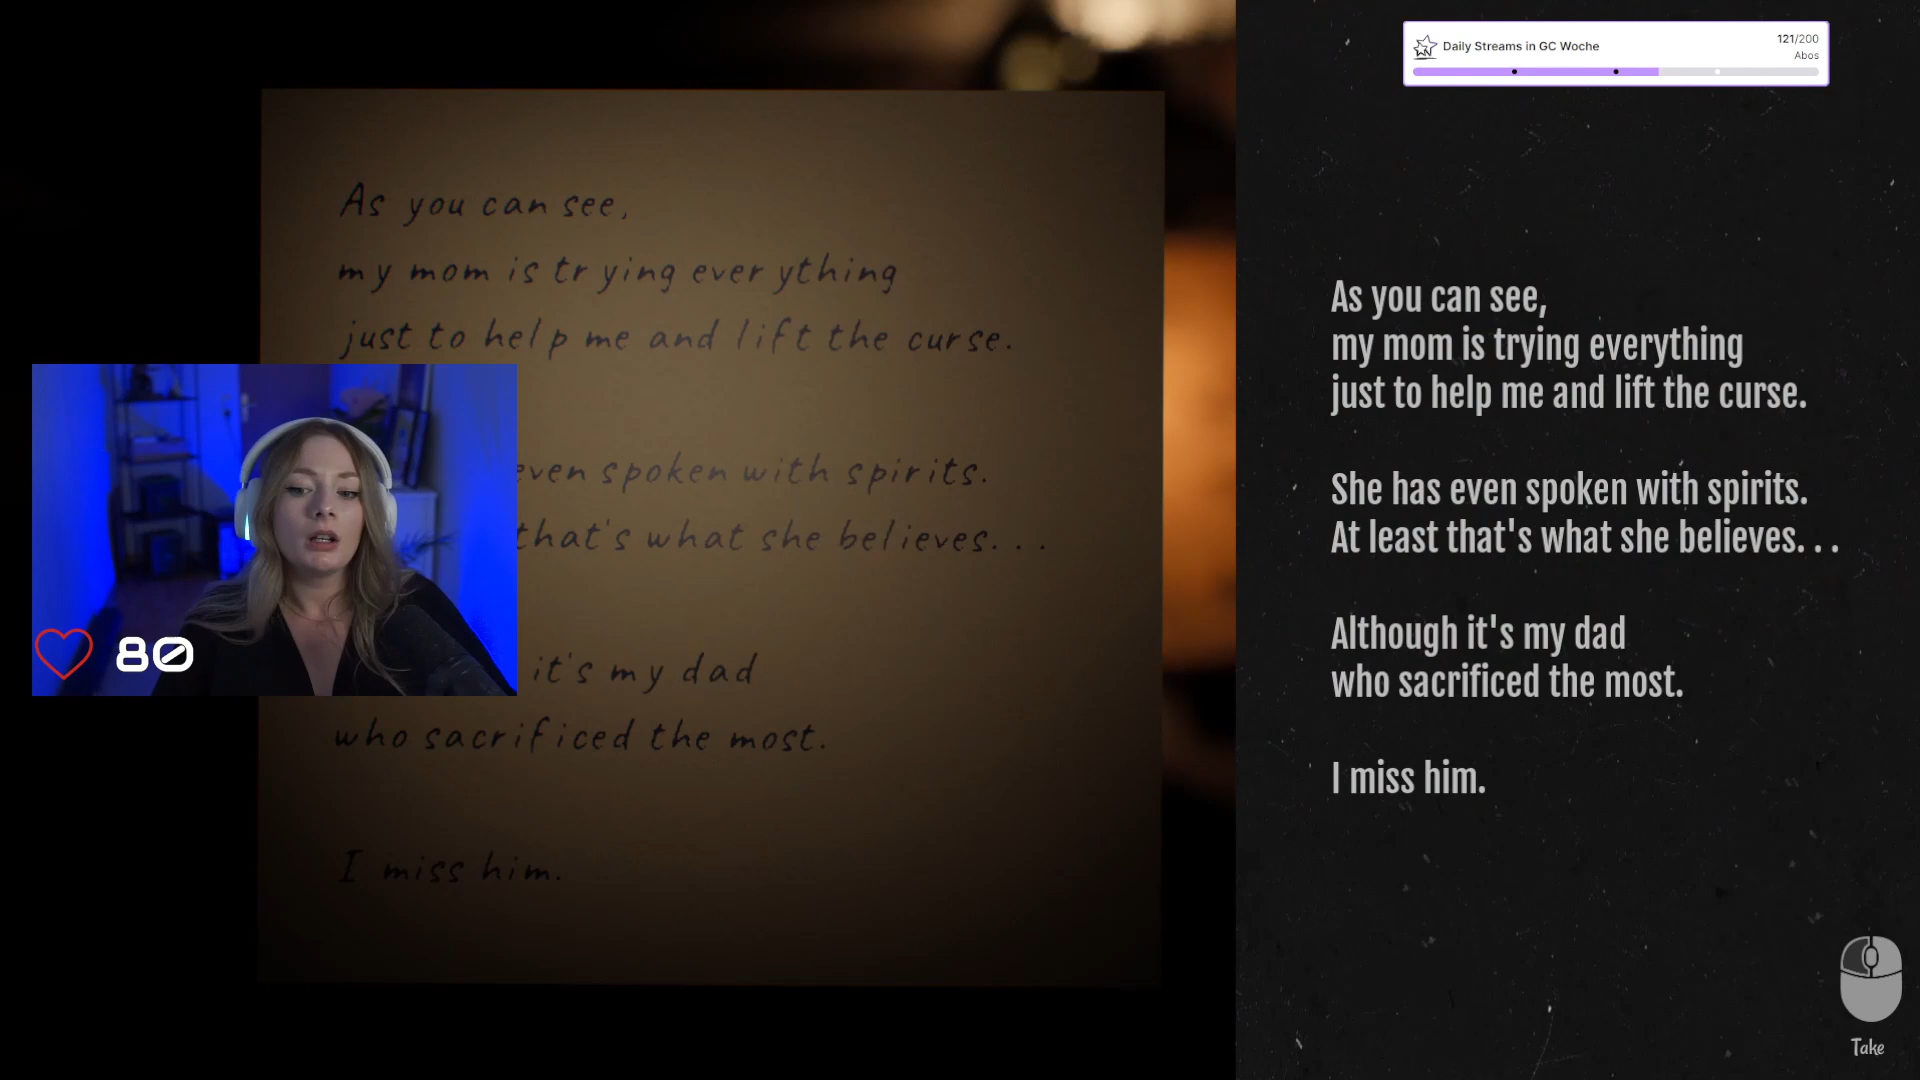 Daily Streams in GC Woche
121/200
Abos
As you can see,
my mom is trying everything
just to help me and lift the curse.
even spoken with spirits.
that's what she believes. . .
it's my dad
who sacrificed the most.
I miss him.
80
As you can see,
my mom is trying everything
just to help me and lift the curse.
She has even spoken with spirits.
At least that's what she believes. . .
Although it's my dad
who sacrificed the most.
I miss him.
Take